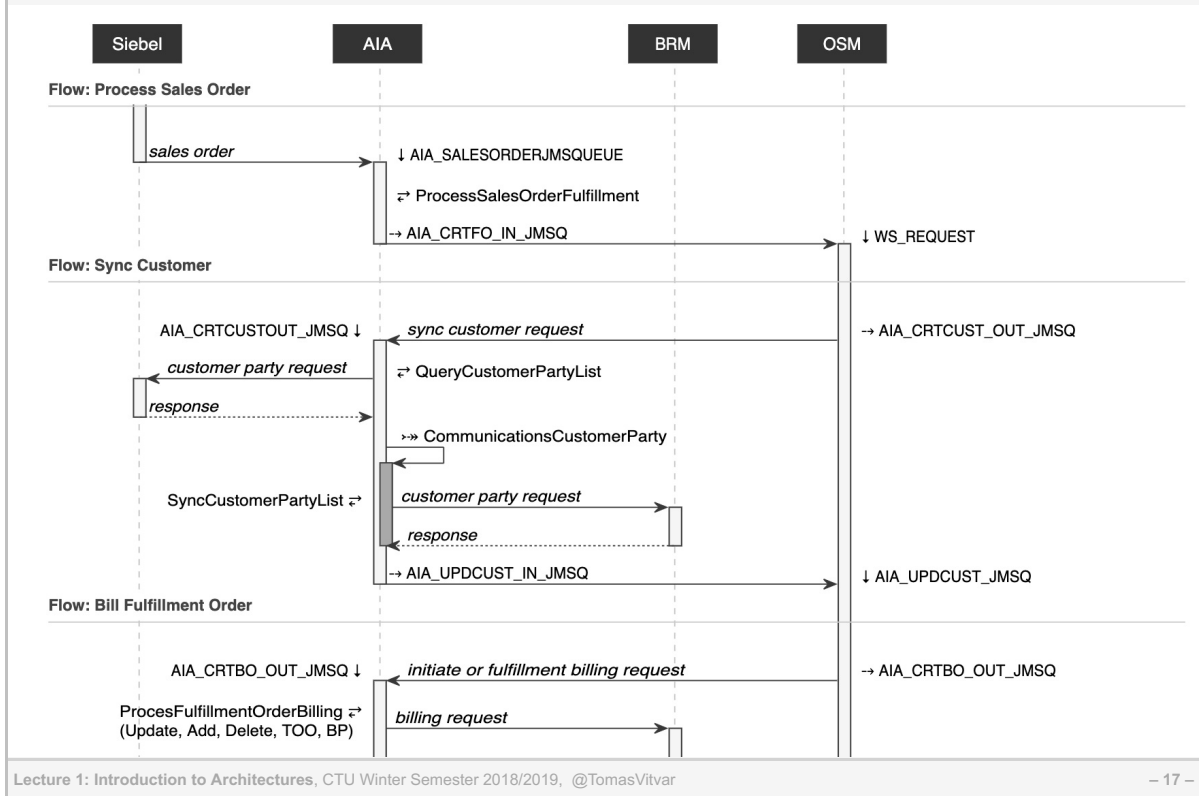 Siebel
AIA
BRM
OSM
Flow: Process Sales Order
sales order
↓ AIA_SALESORDERJMSQUEUE
⇄ ProcessSalesOrderFulfillment
⇢ AIA_CRTFO_IN_JMSQ
↓ WS_REQUEST
Flow: Sync Customer
AIA_CRTCUSTOUT_JMSQ ↓
sync customer request
⇢ AIA_CRTCUST_OUT_JMSQ
customer party request
⇄ QueryCustomerPartyList
response
⤐ CommunicationsCustomerParty
SyncCustomerPartyList ⇄
customer party request
response
⇢ AIA_UPDCUST_IN_JMSQ
↓ AIA_UPDCUST_JMSQ
Flow: Bill Fulfillment Order
AIA_CRTBO_OUT_JMSQ ↓
initiate or fulfillment billing request
⇢ AIA_CRTBO_OUT_JMSQ
ProcesFulfillmentOrderBilling ⇄
(Update, Add, Delete, TOO, BP)
billing request
Lecture 1: Introduction to Architectures, CTU Winter Semester 2018/2019, @TomasVitvar
– 17 –